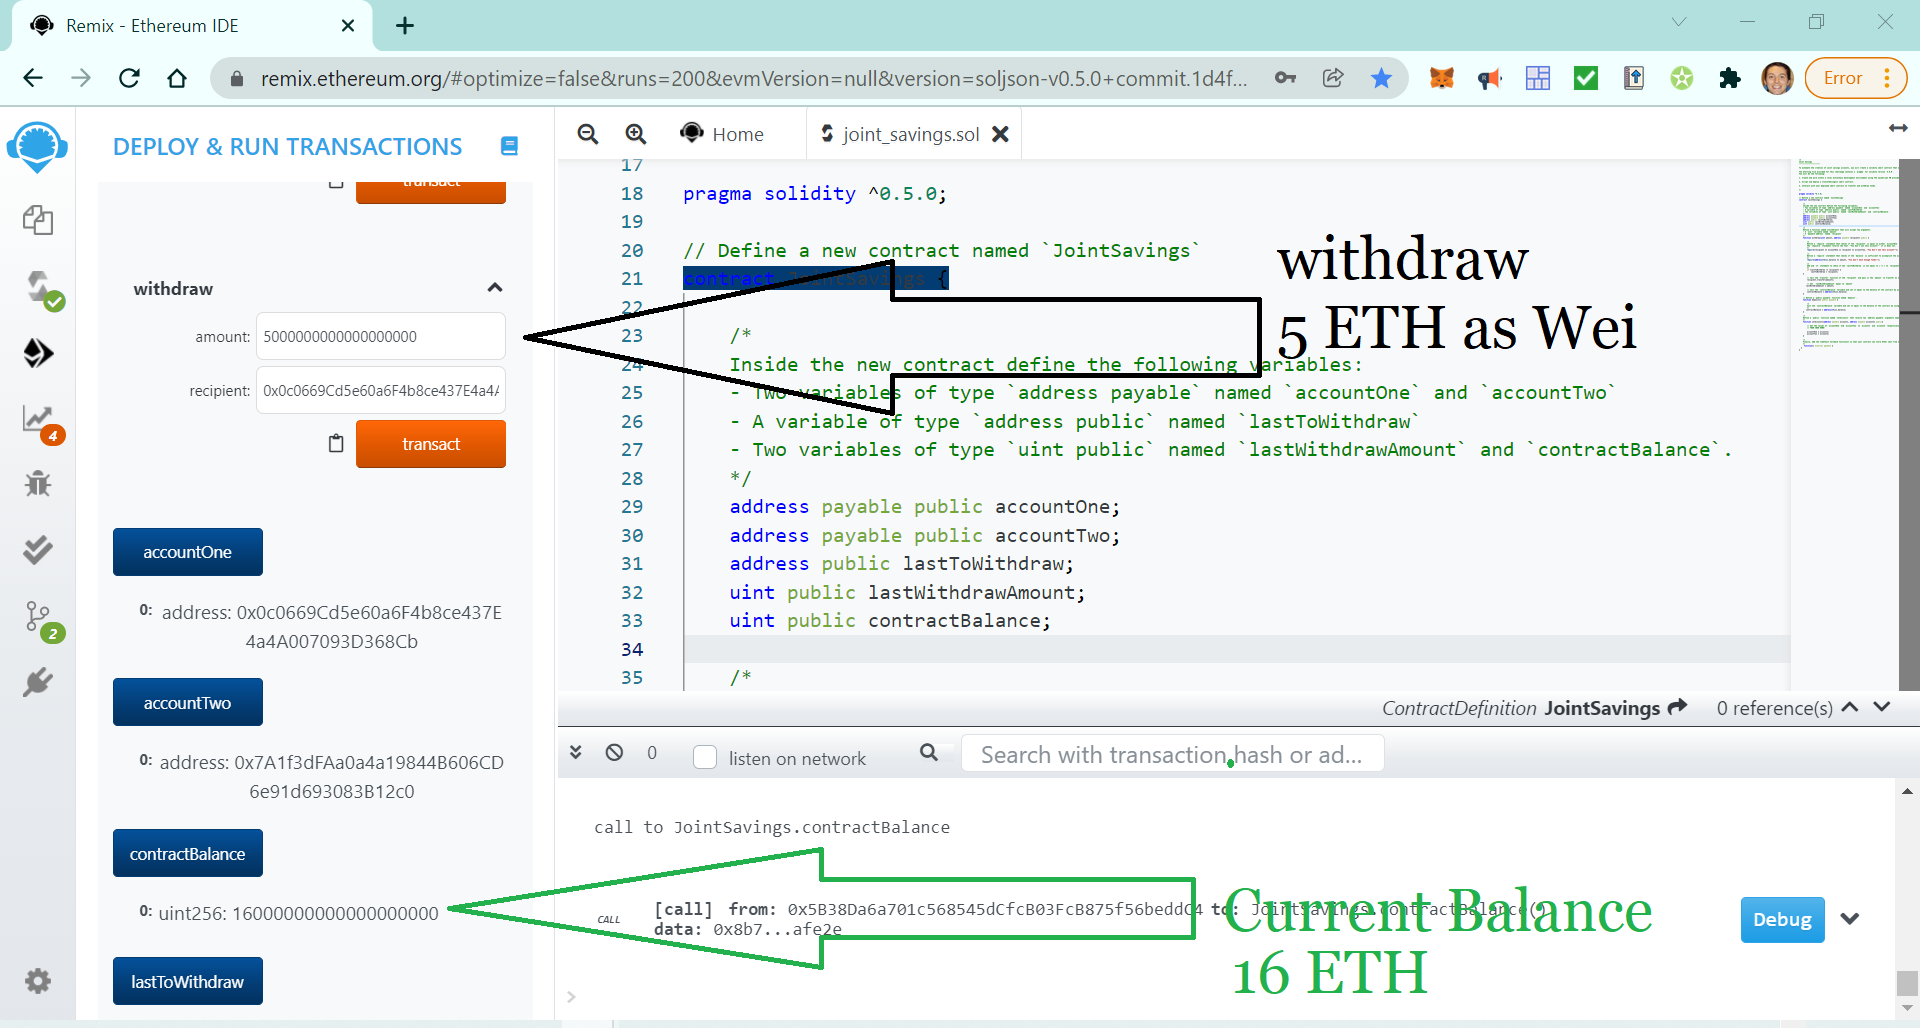 Remix - Ethereum IDE
remix.ethereum.org/#optimize=false&runs=200&evmVersion=null&version=soljson-v0.5.0+commit.1d4f...
Error
DEPLOY & RUN TRANSACTIONS
Home
joint_savings.sol
transact
withdraw
amount: 5000000000000000000
recipient: 0x0c0669Cd5e60a6F4b8ce437E4a4A
transact
accountOne
0: address: 0x0c0669Cd5e60a6F4b8ce437E
4a4A007093D368Cb
accountTwo
0: address: 0x7A1f3dFAa0a4a19844B606CD
6e91d693083B12c0
contractBalance
0: uint256: 16000000000000000000
lastToWithdraw
4
2
17
18 pragma solidity ^0.5.0;
19
20 // Define a new contract named `JointSavings`
21 contract JointSavings {
22
23 /*
24 Inside the new contract define the following variables:
25 - Two variables of type `address payable` named `accountOne` and `accountTwo`
26 - A variable of type `address public` named `lastToWithdraw`
27 - Two variables of type `uint public` named `lastWithdrawAmount` and `contractBalance`.
28 */
29 address payable public accountOne;
30 address payable public accountTwo;
31 address public lastToWithdraw;
32 uint public lastWithdrawAmount;
33 uint public contractBalance;
34
35 /*
withdraw
5 ETH as Wei
ContractDefinition JointSavings 0 reference(s)
0 listen on network Search with transaction hash or ad...
call to JointSavings.contractBalance
CALL [call] from: 0x5B38Da6a701c568545dCfcB03FcB875f56beddC4 to: JointSavings.contractBalance()
data: 0x8b7...afe2e
Debug
Current Balance
16 ETH
>